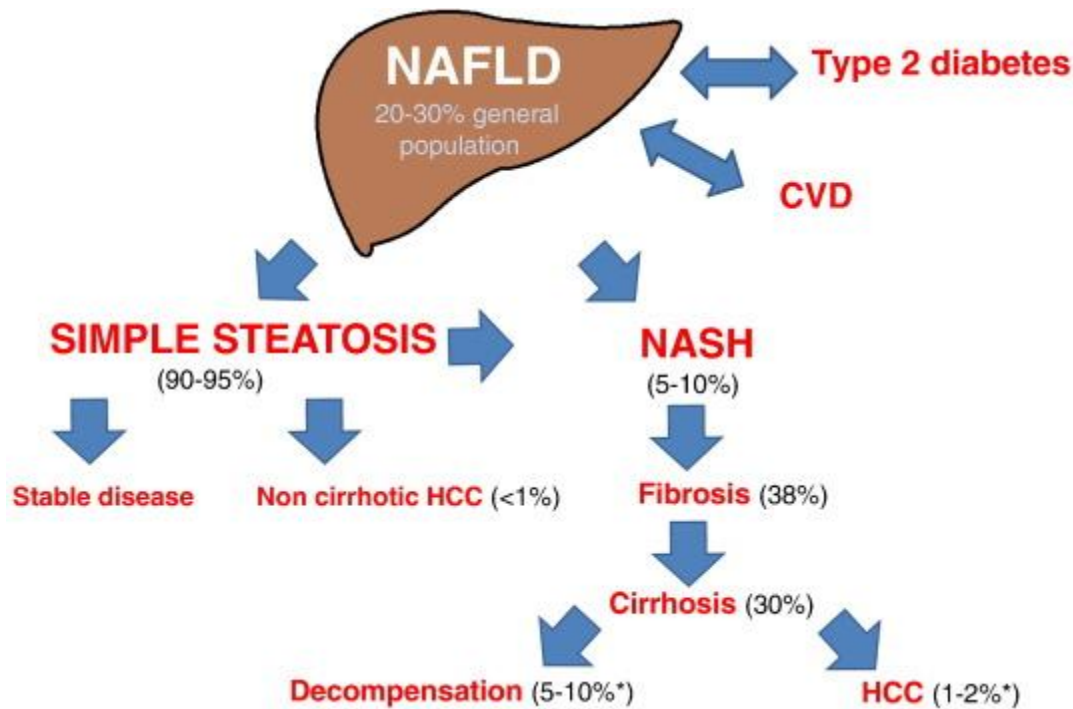 NAFLD
20-30% general
population
Type 2 diabetes
CVD
SIMPLE STEATOSIS
(90-95%)
NASH
(5-10%)
Stable disease
Non cirrhotic HCC (<1%)
Fibrosis (38%)
Cirrhosis (30%)
Decompensation (5-10%*)
HCC (1-2%*)